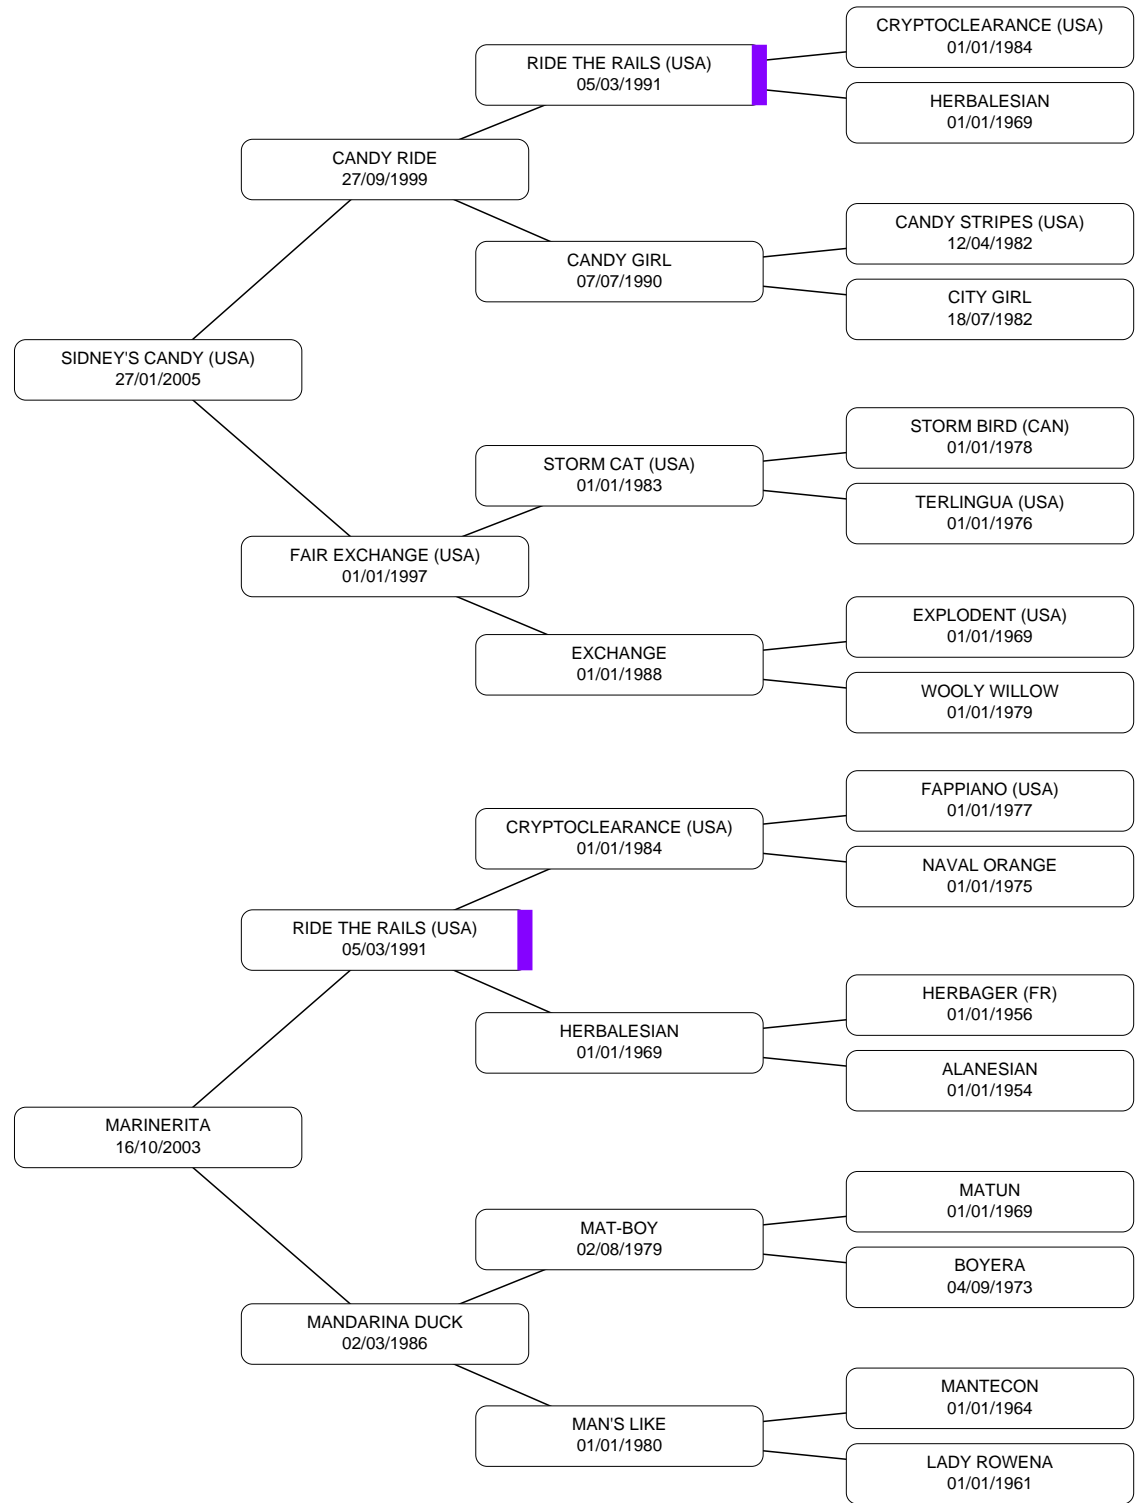 CRYPTOCLEARANCE (USA)
01/01/1984
RIDE THE RAILS (USA)
05/03/1991
HERBALESIAN
01/01/1969
CANDY RIDE
27/09/1999
CANDY STRIPES (USA)
12/04/1982
CANDY GIRL
07/07/1990
CITY GIRL
18/07/1982
SIDNEY'S CANDY (USA)
27/01/2005
STORM BIRD (CAN)
01/01/1978
STORM CAT (USA)
01/01/1983
TERLINGUA (USA)
01/01/1976
FAIR EXCHANGE (USA)
01/01/1997
EXPLODENT (USA)
01/01/1969
EXCHANGE
01/01/1988
WOOLY WILLOW
01/01/1979
FAPPIANO (USA)
01/01/1977
CRYPTOCLEARANCE (USA)
01/01/1984
NAVAL ORANGE
01/01/1975
RIDE THE RAILS (USA)
05/03/1991
HERBAGER (FR)
01/01/1956
HERBALESIAN
01/01/1969
ALANESIAN
01/01/1954
MARINERITA
16/10/2003
MATUN
01/01/1969
MAT-BOY
02/08/1979
BOYERA
04/09/1973
MANDARINA DUCK
02/03/1986
MANTECON
01/01/1964
MAN'S LIKE
01/01/1980
LADY ROWENA
01/01/1961